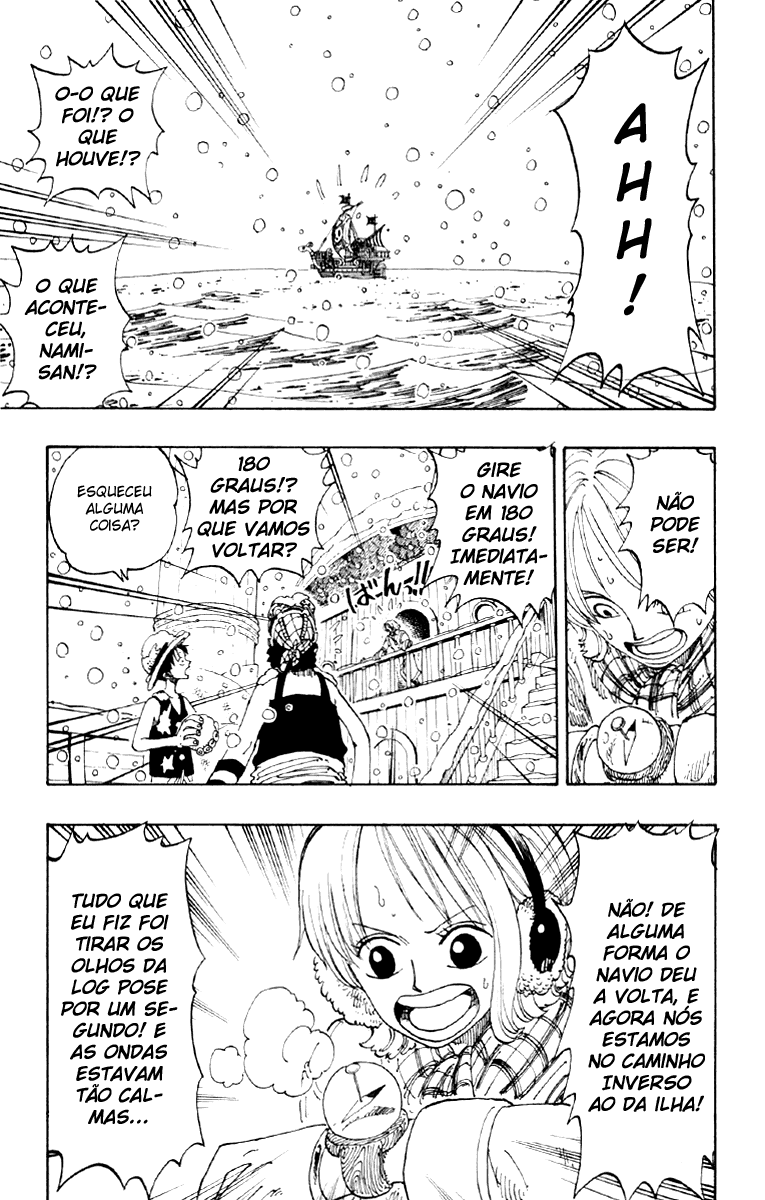 AHH!
O-O QUE
FOI!? O
QUE
HOUVE!?
O QUE
ACONTE-
CEU,
NAMI-
SAN!?
NÃO
PODE
SER!
GIRE
O NAVIO
EM 180
GRAUS!
IMEDIATA-
MENTE!
ばんっ!!
180
GRAUS!?
MAS POR
QUE VAMOS
VOLTAR?
ESQUECEU
ALGUMA
COISA?
NÃO! DE
ALGUMA
FORMA O
NAVIO DEU
A VOLTA, E
AGORA NÓS
ESTAMOS
NO CAMINHO
INVERSO
AO DA ILHA!
TUDO QUE
EU FIZ FOI
TIRAR OS
OLHOS DA
LOG POSE
POR UM SE-
GUNDO! E
AS ONDAS
ESTAVAM
TÃO CAL-
MAS...